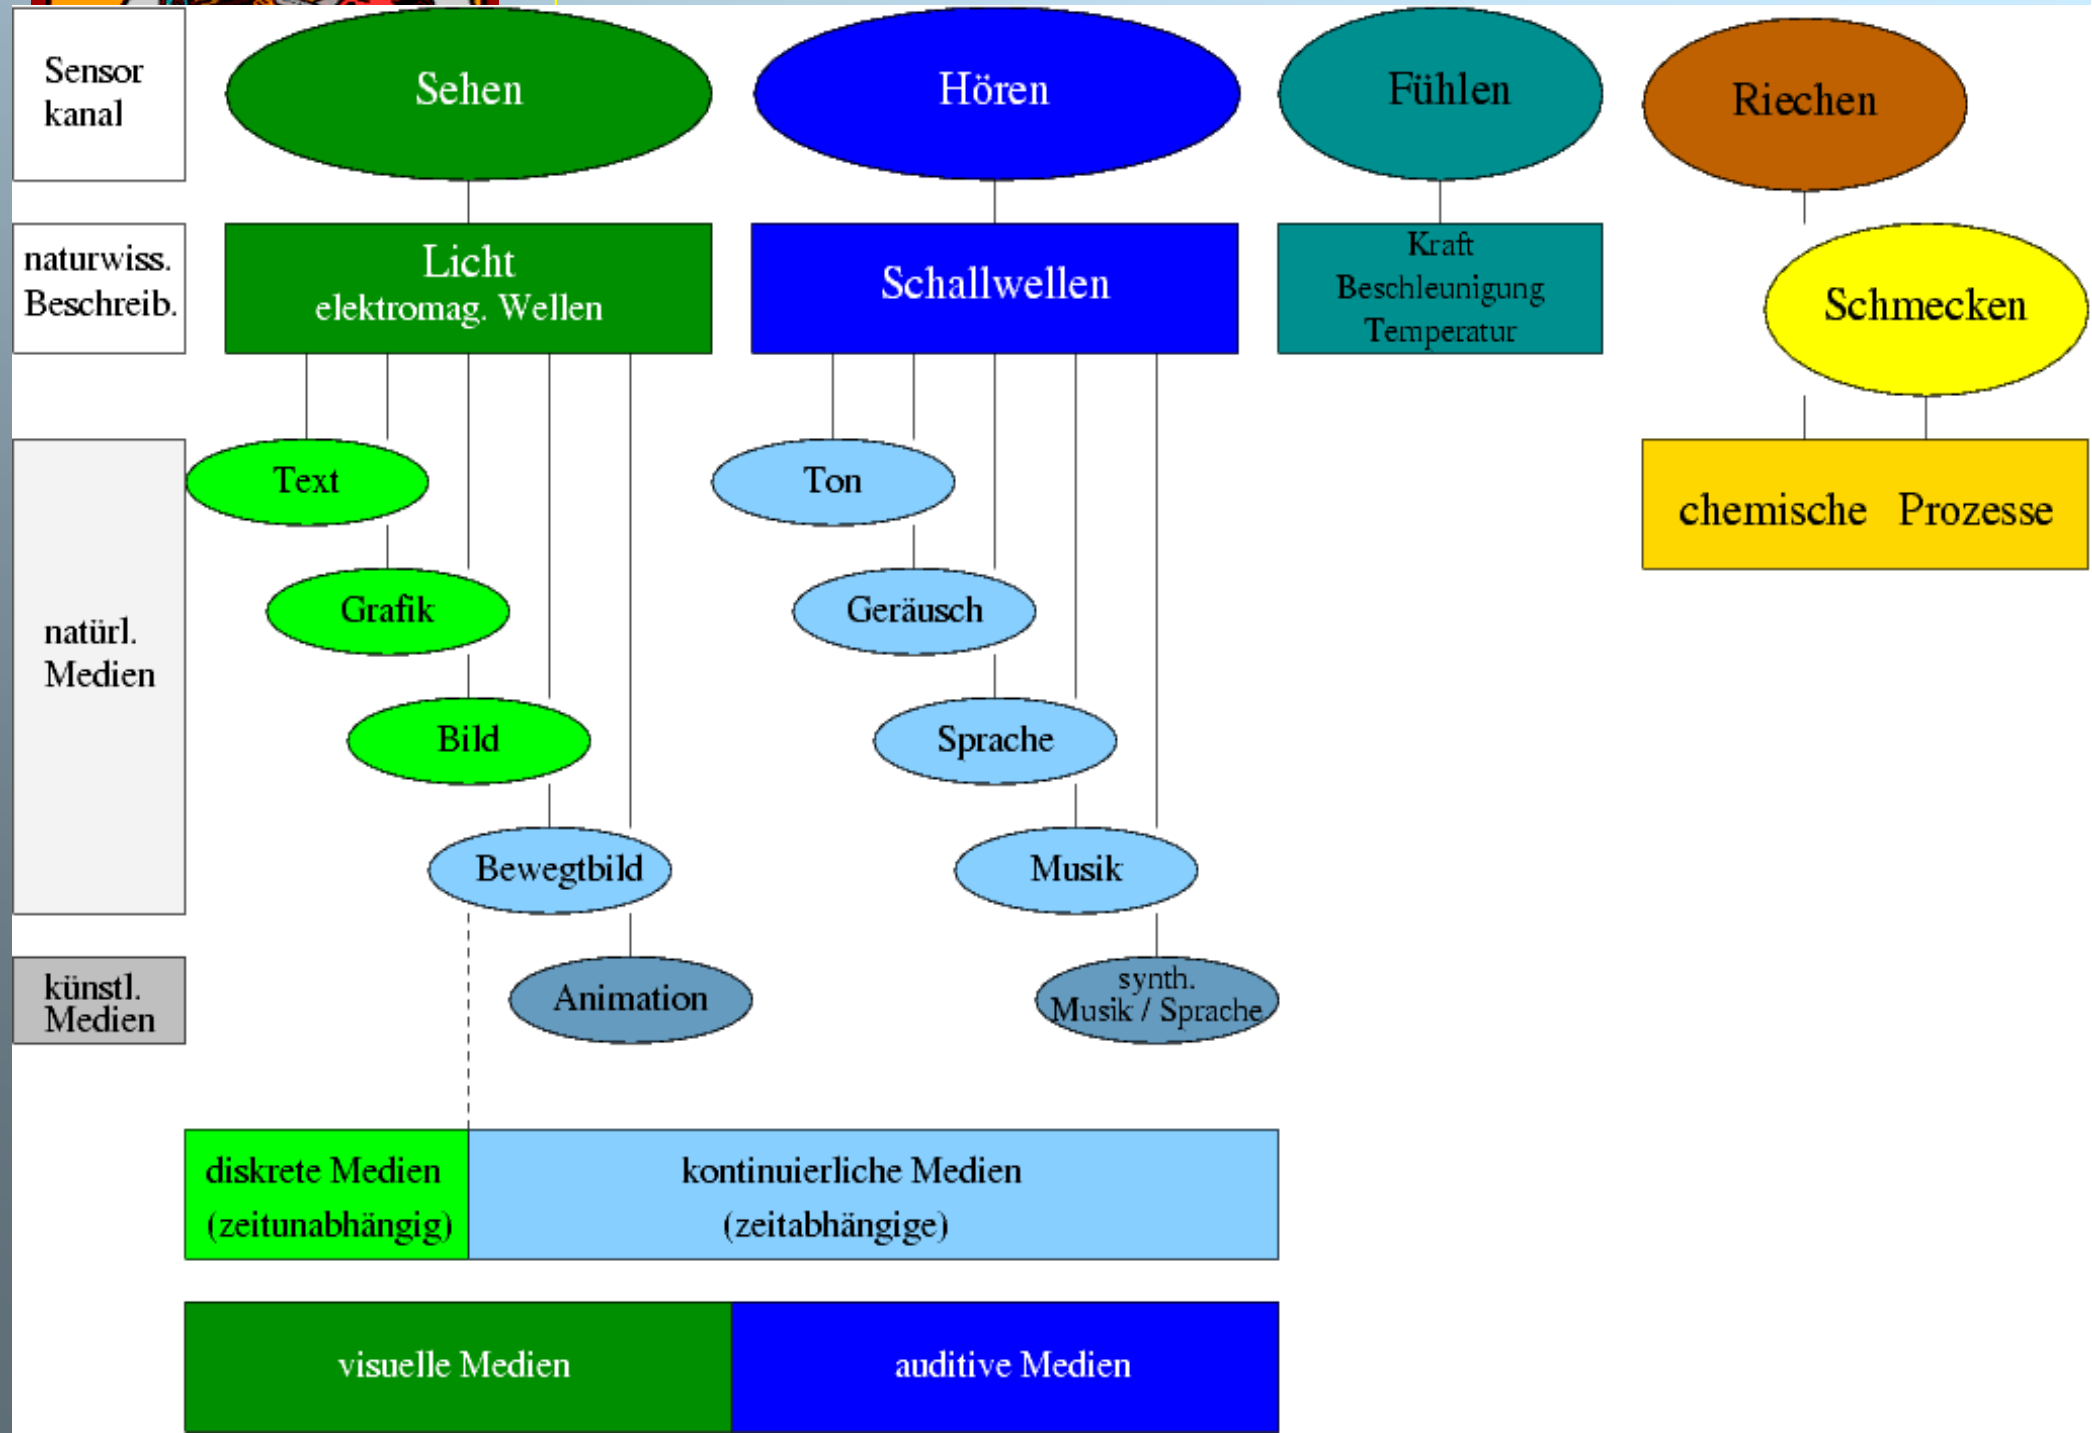 Sensor
kanal
Sehen
Hören
Fühlen
Riechen
naturwiss.
Beschreib.
Licht
elektromag. Wellen
Schallwellen
Kraft
Beschleunigung
Temperatur
Schmecken
natürl.
Medien
Text
Ton
chemische Prozesse
Grafik
Geräusch
Bild
Sprache
Bewegtbild
Musik
künstl.
Medien
Animation
synth.
Musik / Sprache
diskrete Medien
(zeitunabhängig)
kontinuierliche Medien
(zeitabhängige)
visuelle Medien
auditive Medien